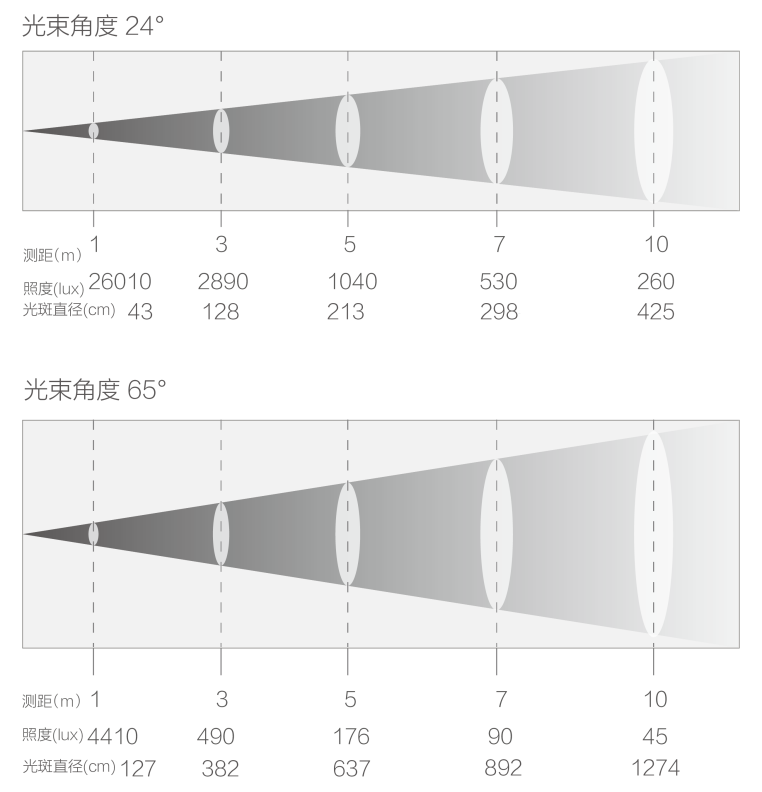 光束角度 24°
测距(m) 1 3 5 7 10
照度(lux) 26010 2890 1040 530 260
光斑直径(cm) 43 128 213 298 425
光束角度 65°
测距(m) 1 3 5 7 10
照度(lux) 4410 490 176 90 45
光斑直径(cm) 127 382 637 892 1274